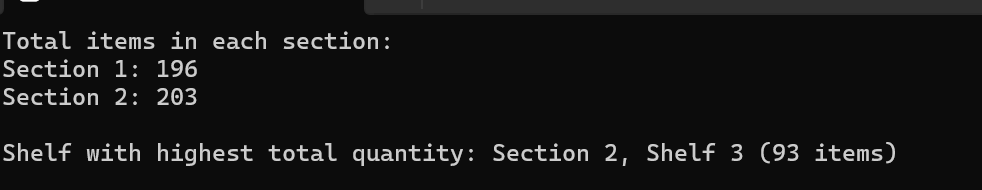 Total items in each section:
Section 1: 196
Section 2: 203
Shelf with highest total quantity: Section 2, Shelf 3 (93 items)